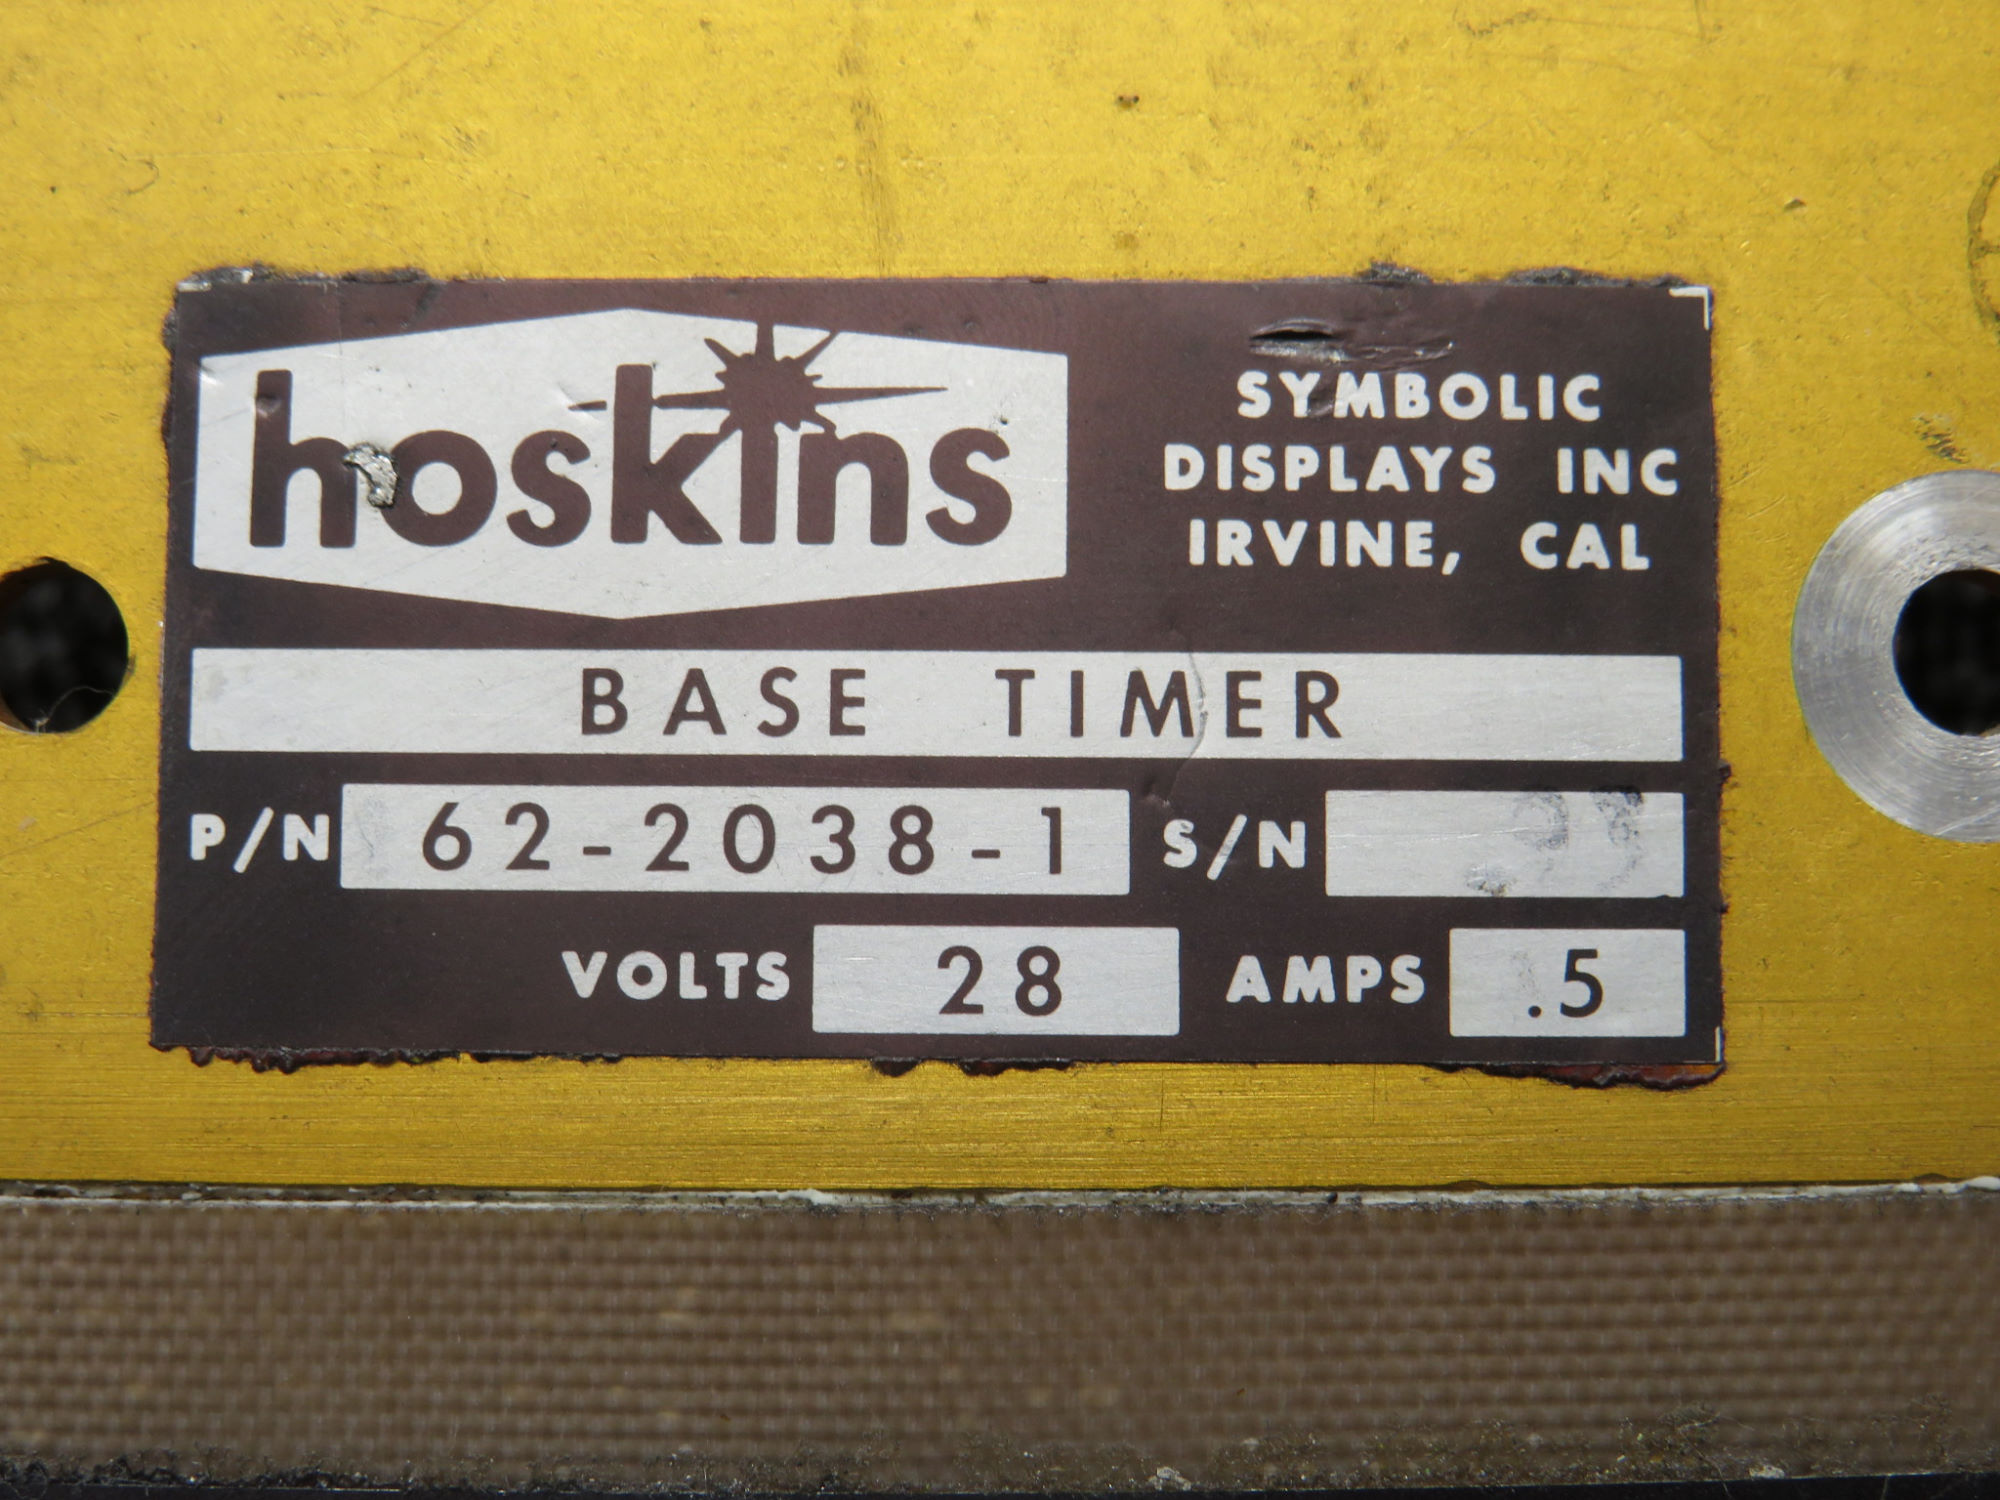 hoskins
SYMBOLIC
DISPLAYS INC
IRVINE, CAL
BASE TIMER
P/N 62-2038-1 S/N
VOLTS 28 AMPS .5